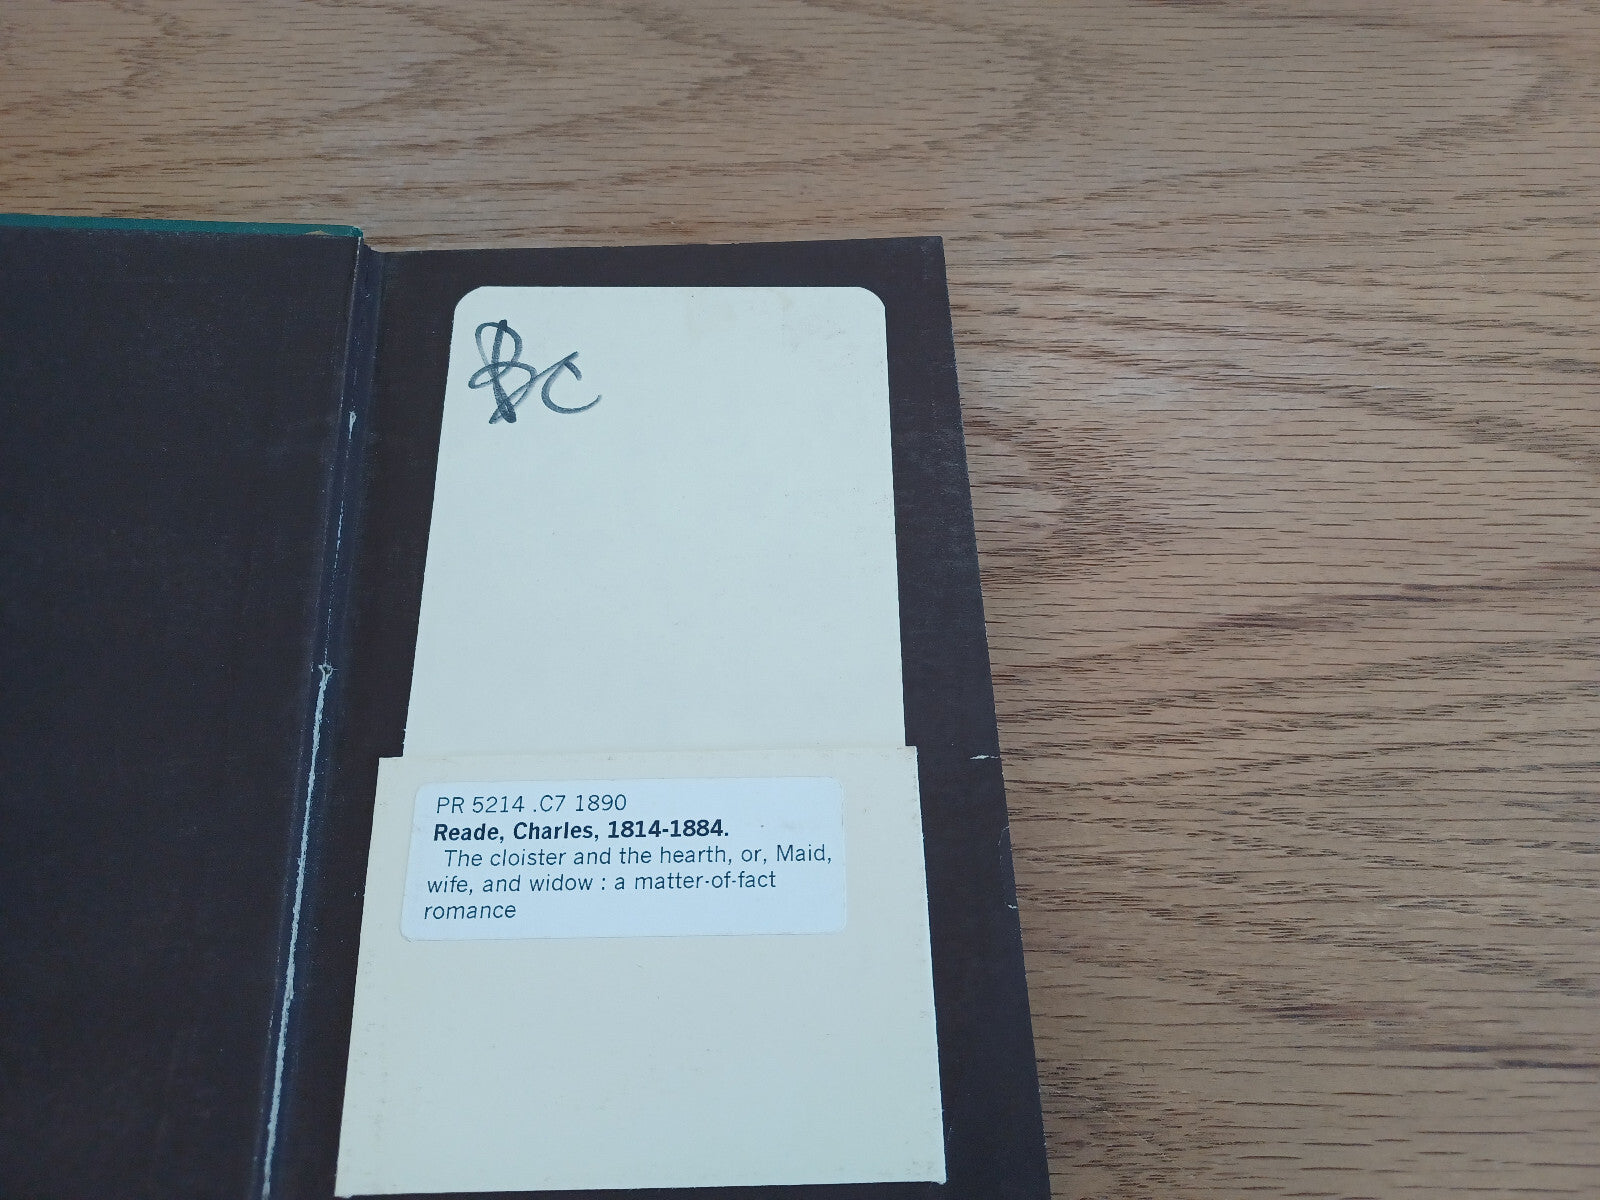 PR 5214 .C7 1890
Reade, Charles, 1814-1884.
The cloister and the hearth, or, Maid,
wife, and widow : a matter-of-fact
romance